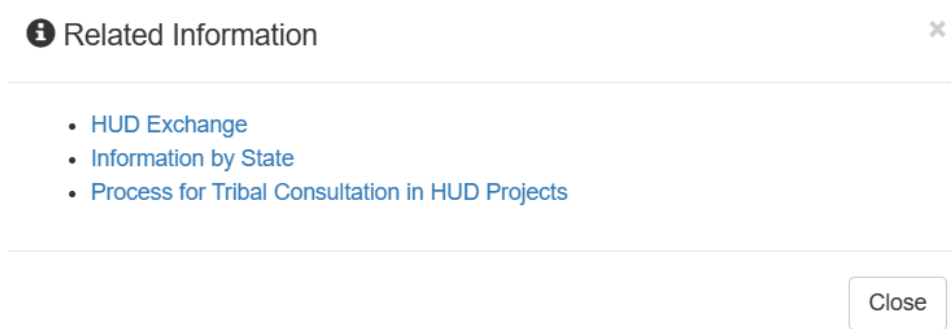 Related Information
×
HUD Exchange
Information by State
Process for Tribal Consultation in HUD Projects
Close